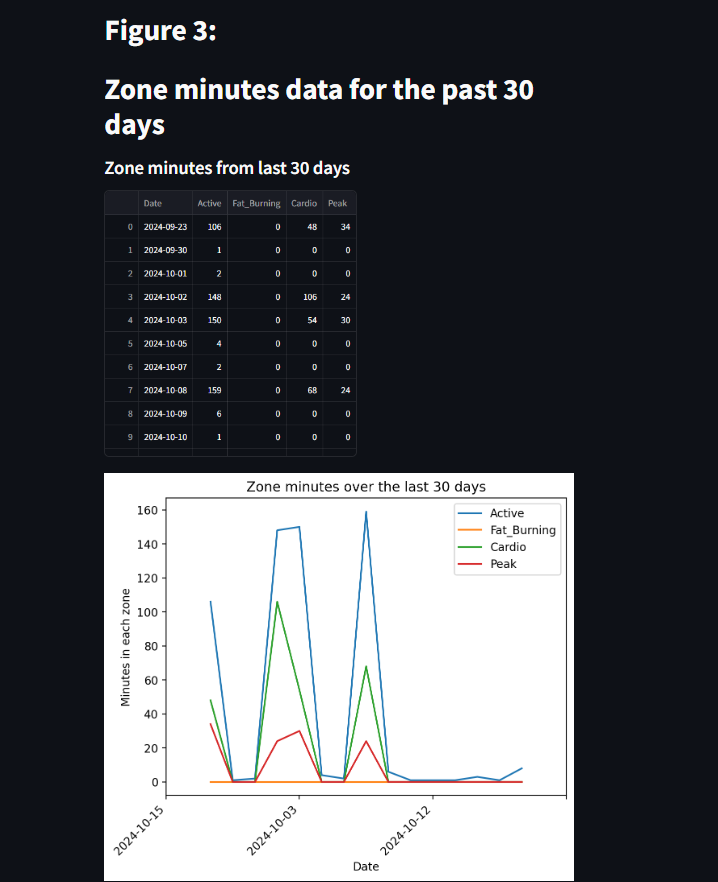 Figure 3:
Zone minutes data for the past 30
days
Zone minutes from last 30 days
Date Active Fat_Burning Cardio Peak
0 2024-09-23 106 0 48 34
1 2024-09-30 1 0 0 0
2 2024-10-01 2 0 0 0
3 2024-10-02 148 0 106 24
4 2024-10-03 150 0 54 30
5 2024-10-05 4 0 0 0
6 2024-10-07 2 0 0 0
7 2024-10-08 159 0 68 24
8 2024-10-09 6 0 0 0
9 2024-10-10 1 0 0 0
Zone minutes over the last 30 days
Active
Fat_Burning
Cardio
Peak
Minutes in each zone
160
140
120
100
80
60
40
20
0
2024-10-15
2024-10-03
2024-10-12
Date